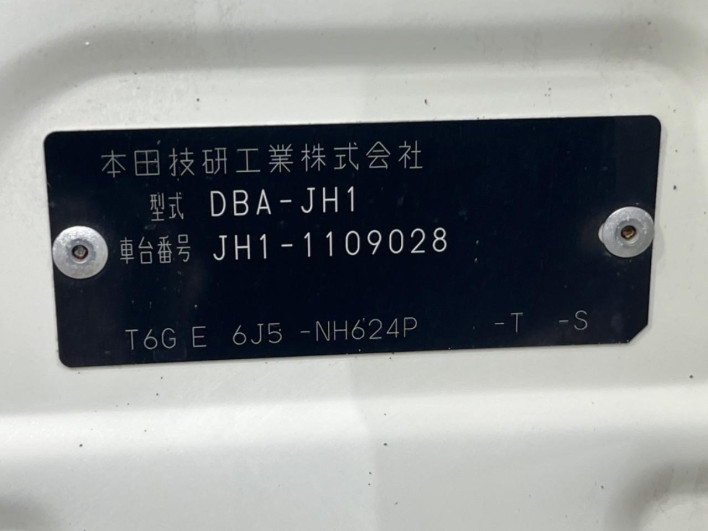 本田技研工業株式会社
型式 DBA-JH1
車台番号 JH1-1109028
T6G E 6J5 -NH624P -T -S